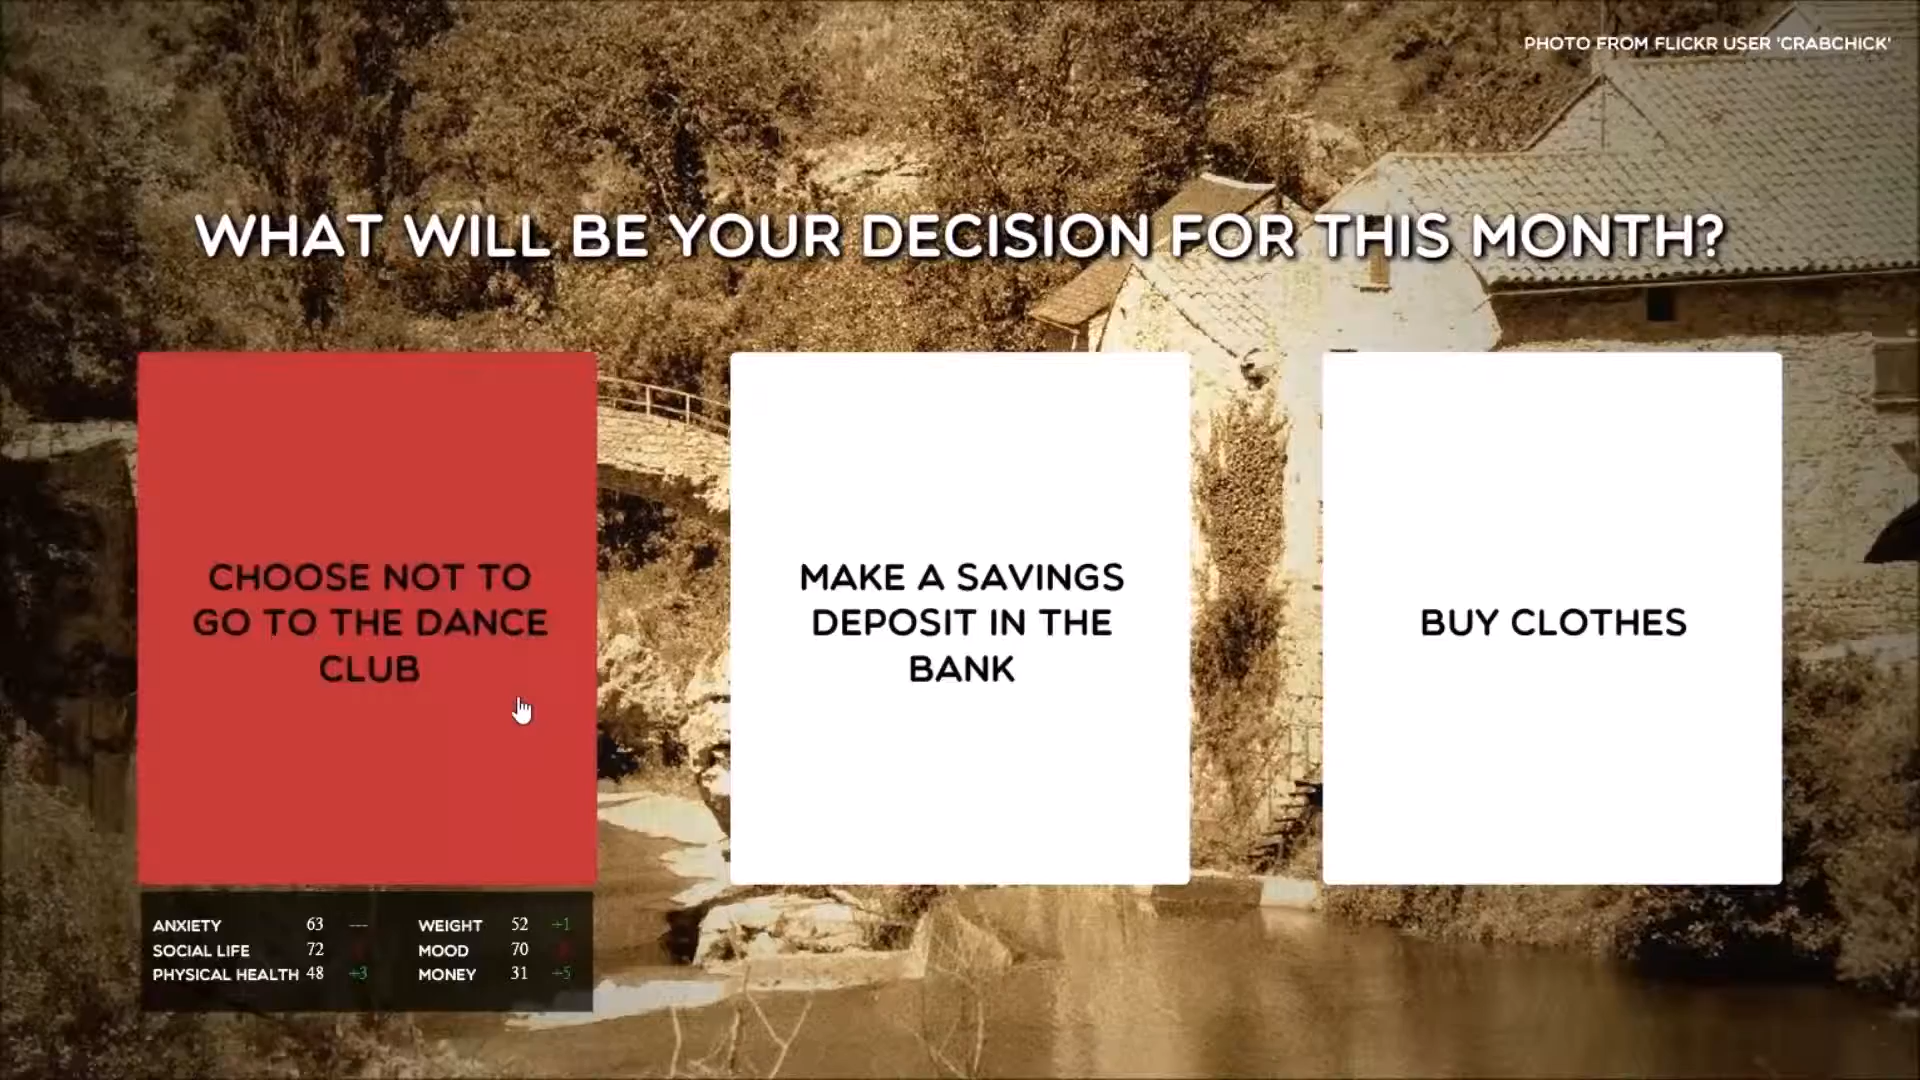 PHOTO FROM FLICKR USER 'CRABCHICK'
WHAT WILL BE YOUR DECISION FOR THIS MONTH?
CHOOSE NOT TO
GO TO THE DANCE
CLUB
MAKE A SAVINGS
DEPOSIT IN THE
BANK
BUY CLOTHES
ANXIETY 63 --- WEIGHT 52 +1
SOCIAL LIFE 72 MOOD 70
PHYSICAL HEALTH 48 +3 MONEY 31 +5